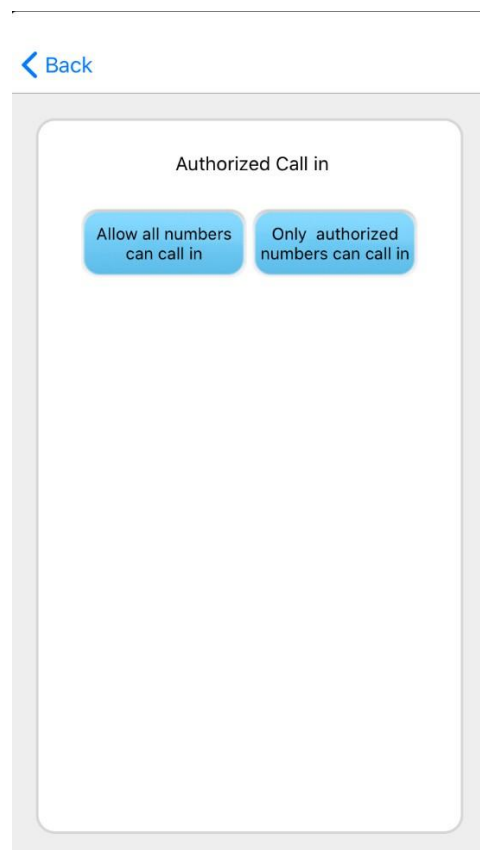 Back
Authorized Call in
Allow all numbers
can call in
Only  authorized
numbers can call in